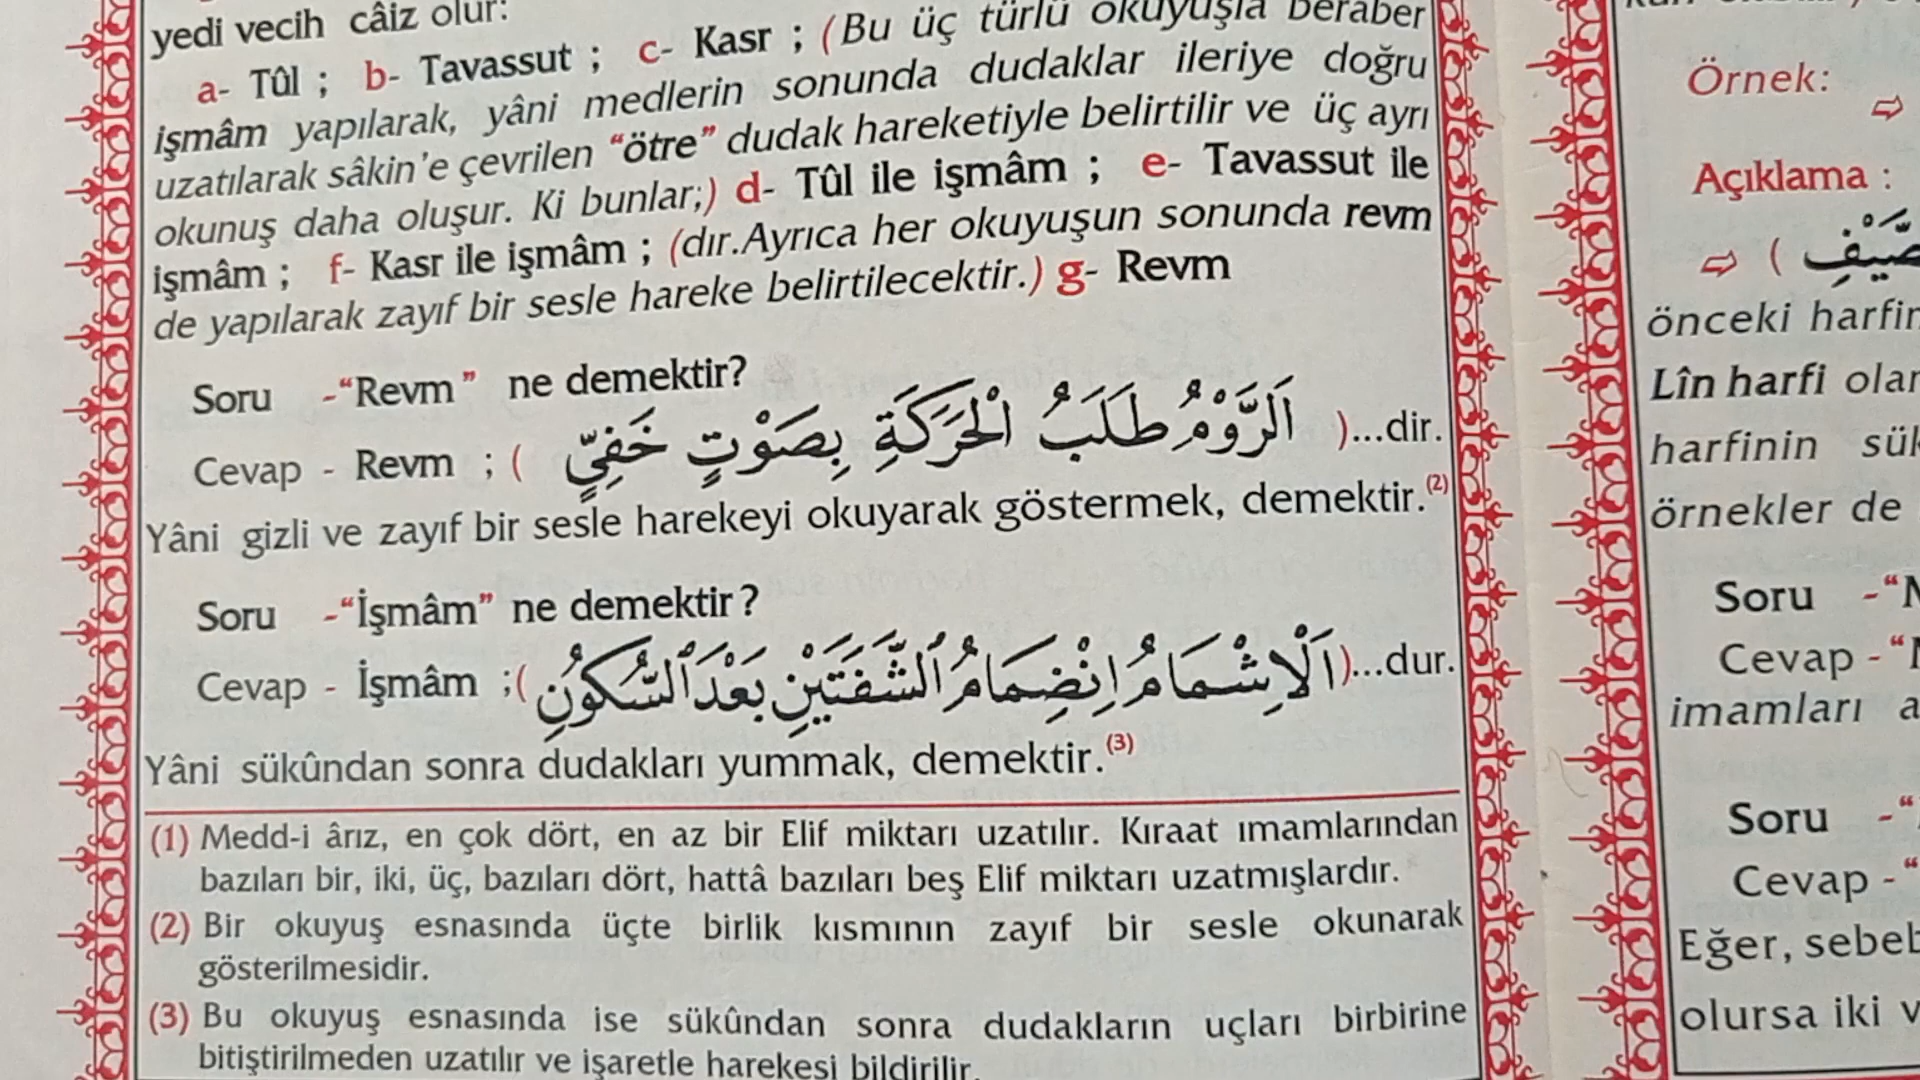 yedi vecih câiz olur:
a- Tûl ; b- Tavassut ; c- Kasr ; (Bu üç türlü okuyuşla beraber
işmâm yapılarak, yâni medlerin sonunda dudaklar ileriye doğru
uzatılarak sâkin'e çevrilen “ötre” dudak hareketiyle belirtilir ve üç ayrı
okunuş daha oluşur. Ki bunlar;) d- Tûl ile işmâm ; e- Tavassut ile
işmâm ; f- Kasr ile işmâm ; (dır.Ayrıca her okuyuşun sonunda revm
de yapılarak zayıf bir sesle hareke belirtilecektir.) g- Revm
Soru -“Revm” ne demektir?
Cevap - Revm ; ( اَلرَّوْمُ طَلَبُ الْحَرَكَةِ بِصَوْتٍ خَفِيٍّ )...dir.
Yâni gizli ve zayıf bir sesle harekeyi okuyarak göstermek, demektir.(2)
Soru -“İşmâm” ne demektir ?
Cevap - İşmâm ;( اَلْاِشْمَامُ اِنْضِمَامُ الشَّفَتَيْنِ بَعْدَ السُّكُونِ )...dur.
Yâni sükûndan sonra dudakları yummak, demektir.(3)
(1) Medd-i ârız, en çok dört, en az bir Elif miktarı uzatılır. Kıraat ımamlarından
bazıları bir, iki, üç, bazıları dört, hattâ bazıları beş Elif miktarı uzatmışlardır.
(2) Bir okuyuş esnasında üçte birlik kısmının zayıf bir sesle okunarak
gösterilmesidir.
(3) Bu okuyuş esnasında ise sükûndan sonra dudakların uçları birbirine
bitiştirilmeden uzatılır ve işaretle harekesi bildirilir.
Örnek:
⇨
Açıklama :
⇨ (
önceki
Lîn harfi
harfinin
örnekler de
Soru -“
Cevap -“
imamları
Soru -“
Cevap -“
Eğer,
olursa iki